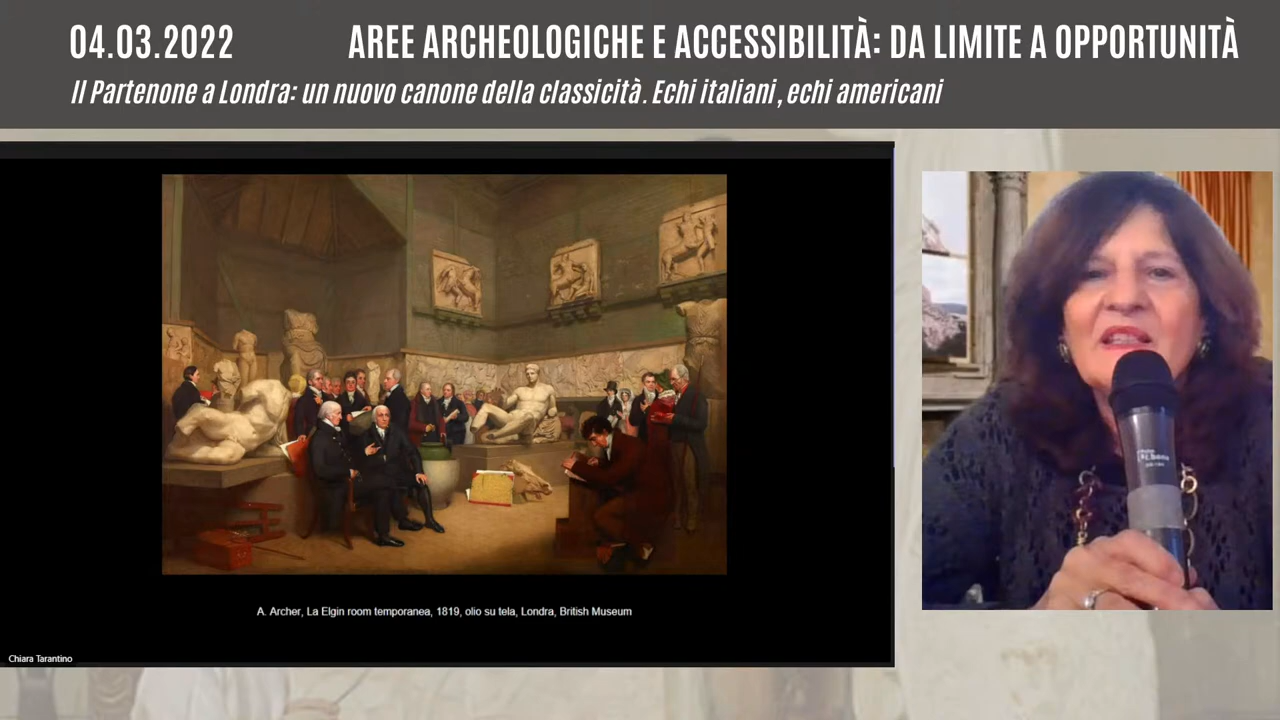 04.03.2022
AREE ARCHEOLOGICHE E ACCESSIBILITÀ: DA LIMITE A OPPORTUNITÀ
Il Partenone a Londra: un nuovo canone della classicità. Echi italiani, echi americani
A. Archer, La Elgin room temporanea, 1819, olio su tela, Londra, British Museum
Chiara Tarantino